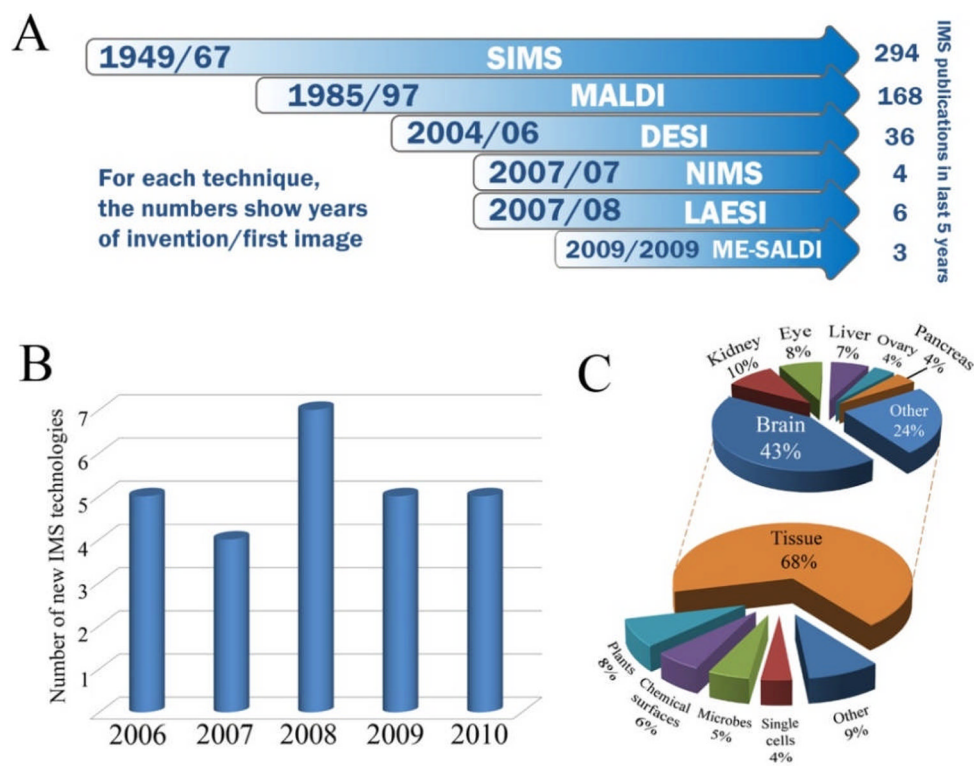 A
1949/67 SIMS 294
1985/97 MALDI 168
2004/06 DESI 36
2007/07 NIMS 4
2007/08 LAESI 6
2009/2009 ME-SALDI 3
IMS publications in last 5 years
For each technique,
the numbers show years
of invention/first image
B
Number of new IMS technologies
7
6
5
4
3
2
1
2006 2007 2008 2009 2010
C
Kidney
10%
Eye
8%
Liver
7%
Ovary
4%
Pancreas
4%
Other
24%
Brain
43%
Tissue
68%
Plants
8%
Chemical
surfaces
6%
Microbes
5%
Single
cells
4%
Other
9%